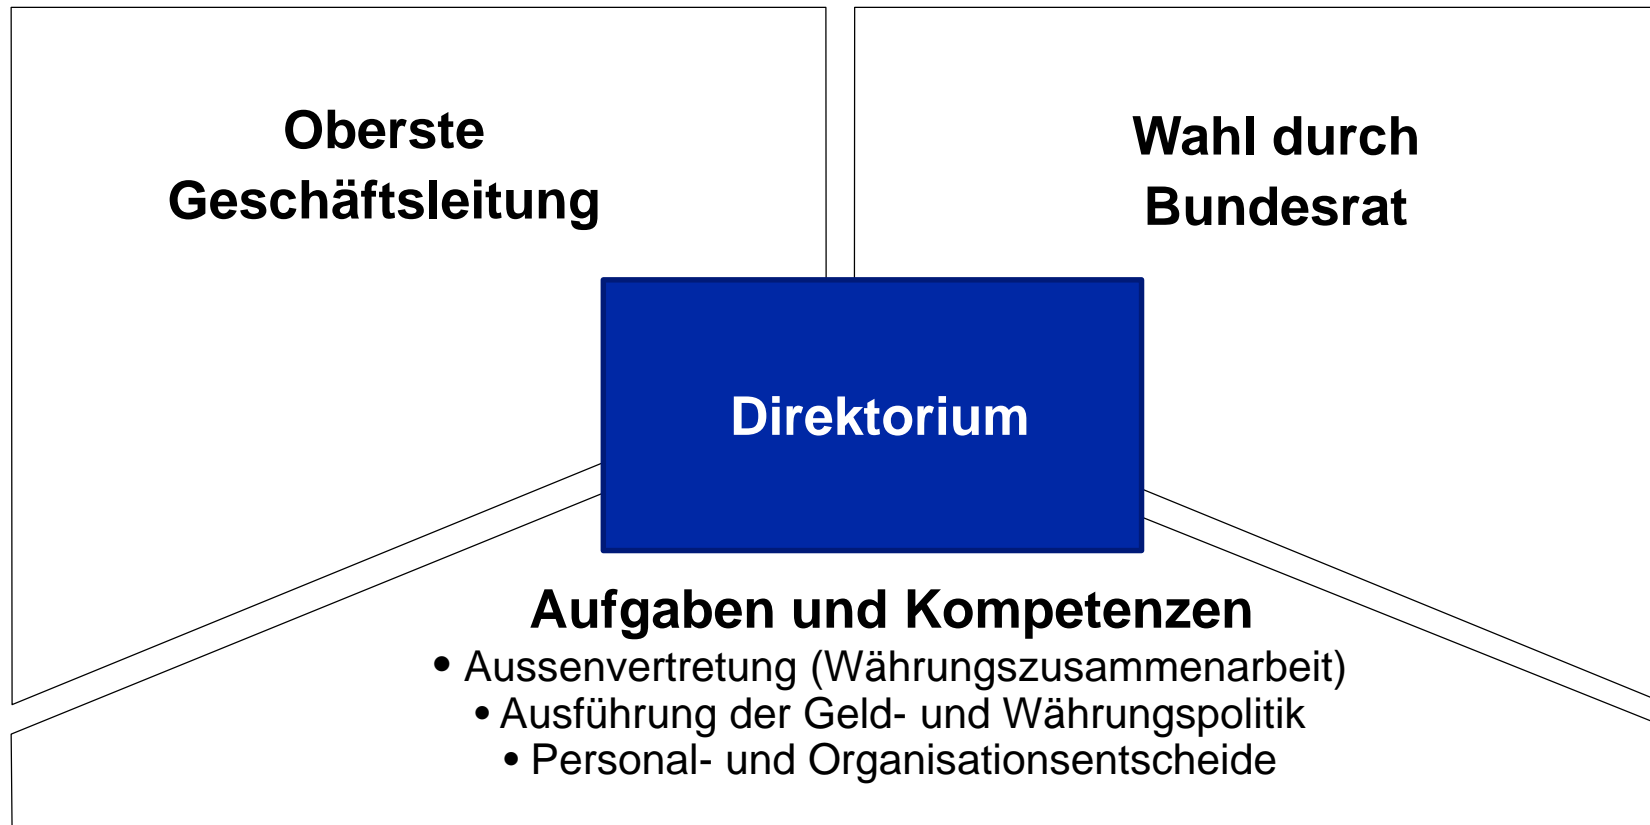 Oberste
Geschäftsleitung
Wahl durch
Bundesrat
Direktorium
Aufgaben und Kompetenzen
• Aussenvertretung (Währungszusammenarbeit)
• Ausführung der Geld- und Währungspolitik
• Personal- und Organisationsentscheide